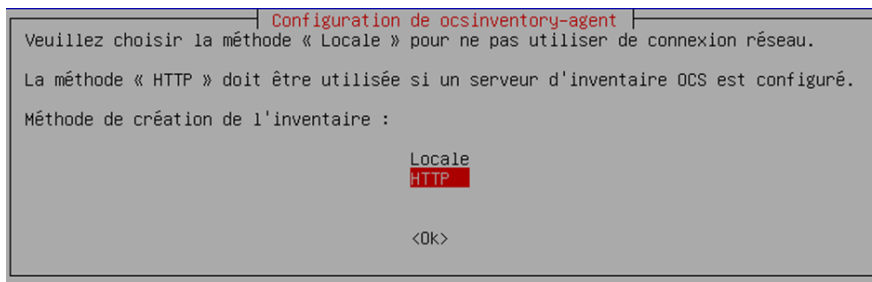 Configuration de ocsinventory-agent
Veuillez choisir la méthode « Locale » pour ne pas utiliser de connexion réseau.
La méthode « HTTP » doit être utilisée si un serveur d'inventaire OCS est configuré.
Méthode de création de l'inventaire :
Locale
HTTP
<Ok>